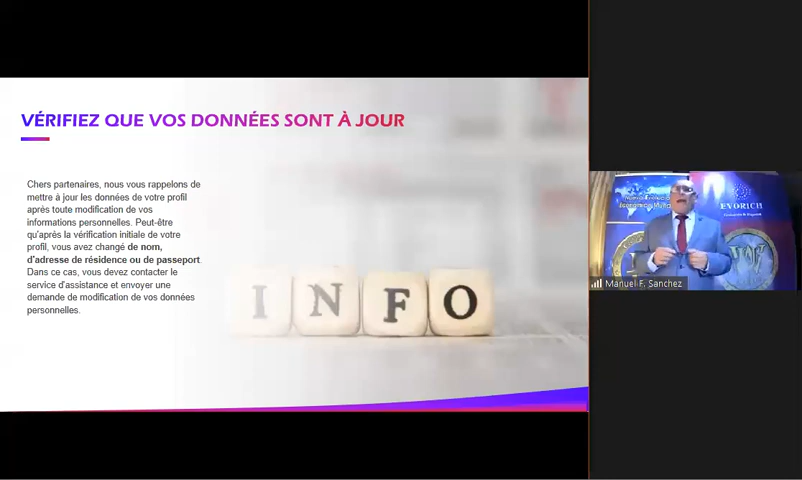 VÉRIFIEZ QUE VOS DONNÉES SONT À JOUR
Chers partenaires, nous vous rappelons de
mettre à jour les données de votre profil
après toute modification de vos
informations personnelles. Peut-être
qu'après la vérification initiale de votre
profil, vous avez changé de nom,
d'adresse de résidence ou de passeport.
Dans ce cas, vous devez contacter le
service d'assistance et envoyer une
demande de modification de vos données
personnelles.
INFO
EVORICH
Manuel F. Sanchez